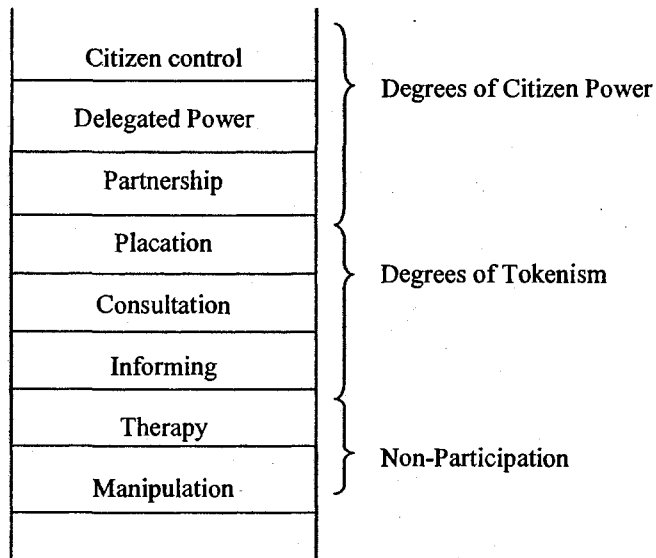 Citizen control
Degrees of Citizen Power
Delegated Power
Partnership
Placation
Degrees of Tokenism
Consultation
Informing
Therapy
Non-Participation
Manipulation